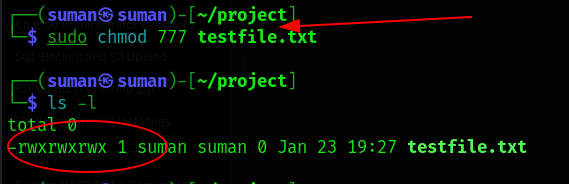 ┌──(suman㉿suman)-[~/project]
└─$ sudo chmod 777 testfile.txt
SQL Backup and S3 Upload
┌──(suman㉿suman)-[~/project]
└─$ ls -l
total 0
-rwxrwxrwx 1 suman suman 0 Jan 23 19:27 testfile.txt